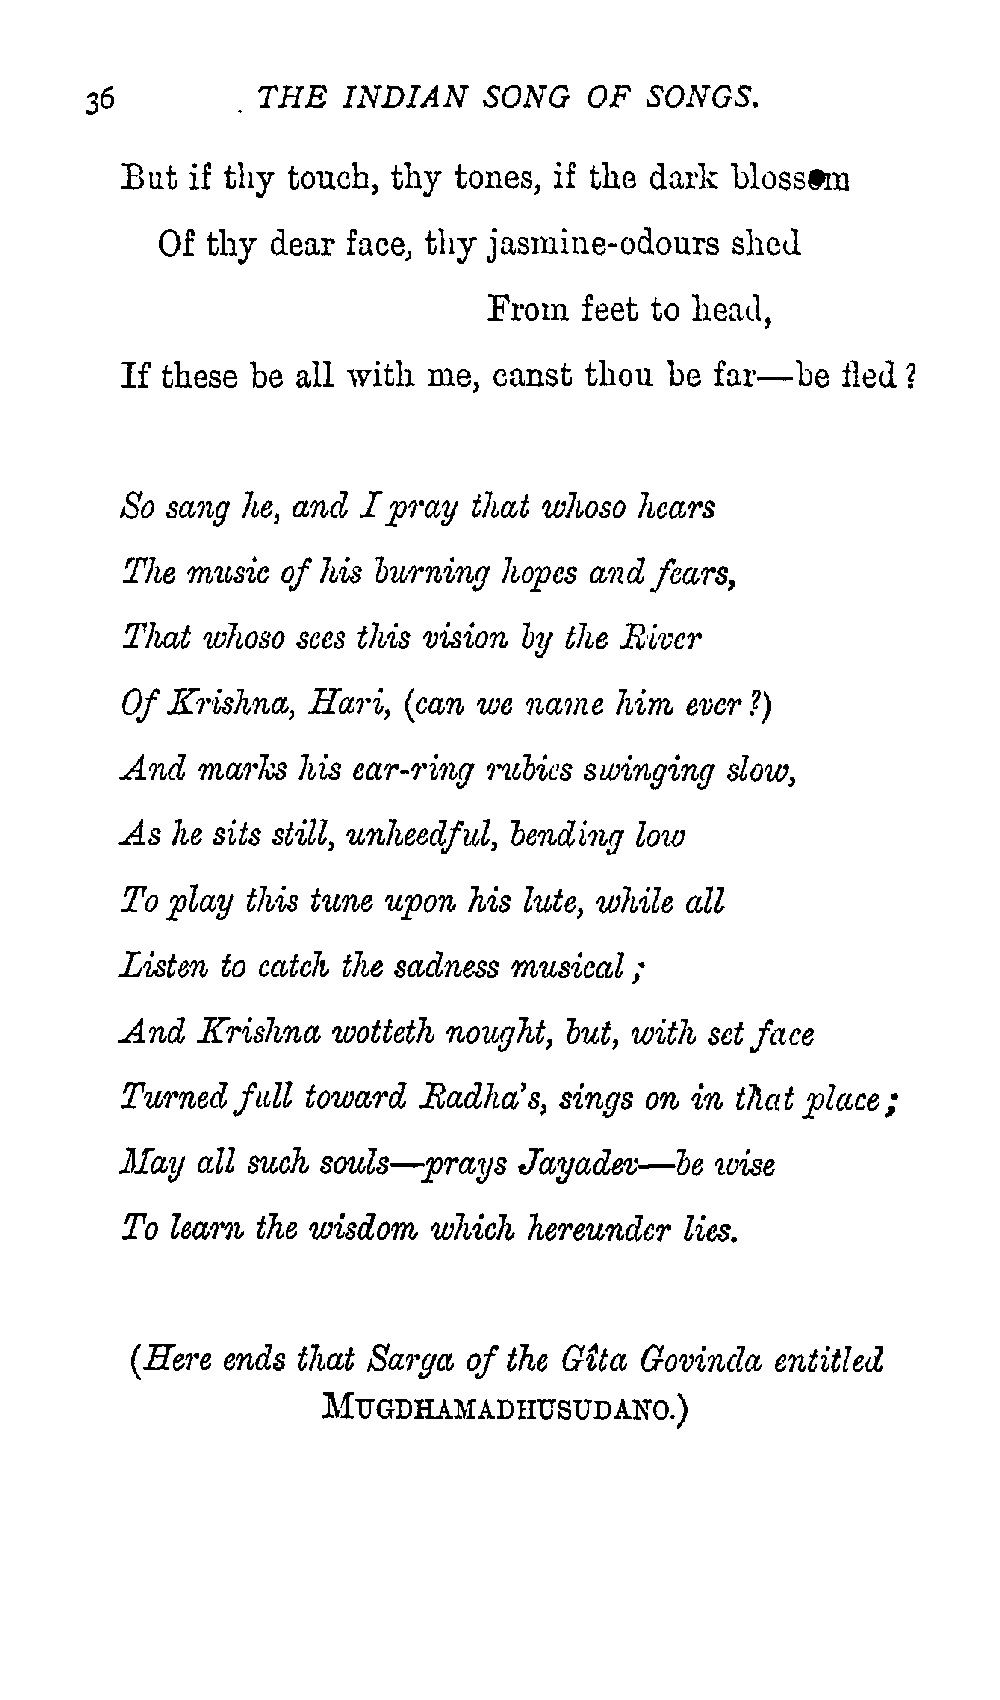 36 THE INDIAN SONG OF SONGS.
But if thy touch, thy tones, if the dark blossom
Of thy dear face, thy jasmine-odours shed
From feet to head,
If these be all with me, canst thou be far—be fled?
So sang he, and I pray that whoso hears
The music of his burning hopes and fears,
That whoso sees this vision by the River
Of Krishna, Hari, (can we name him ever?)
And marks his ear-ring rubies swinging slow,
As he sits still, unheedful, bending low
To play this tune upon his lute, while all
Listen to catch the sadness musical;
And Krishna wotteth nought, but, with set face
Turned full toward Radha's, sings on in that place;
May all such souls—prays Jayadev—be wise
To learn the wisdom which hereunder lies.
(Here ends that Sarga of the Gîta Govinda entitled
MUGDHAMADHUSUDANO.)